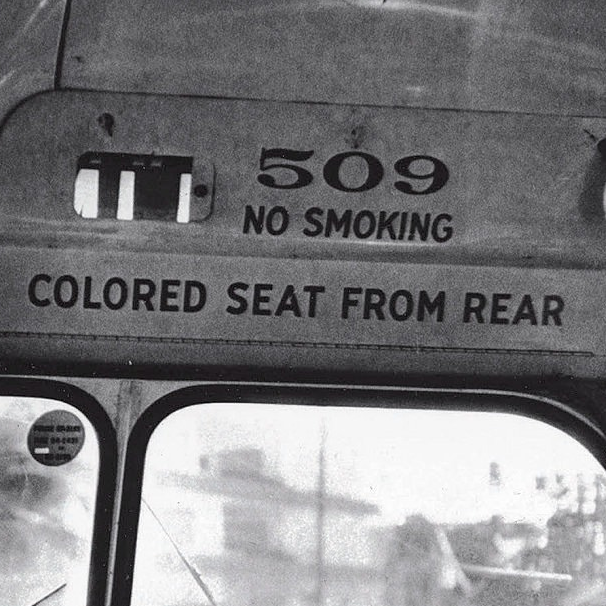 509
NO SMOKING
COLORED SEAT FROM REAR